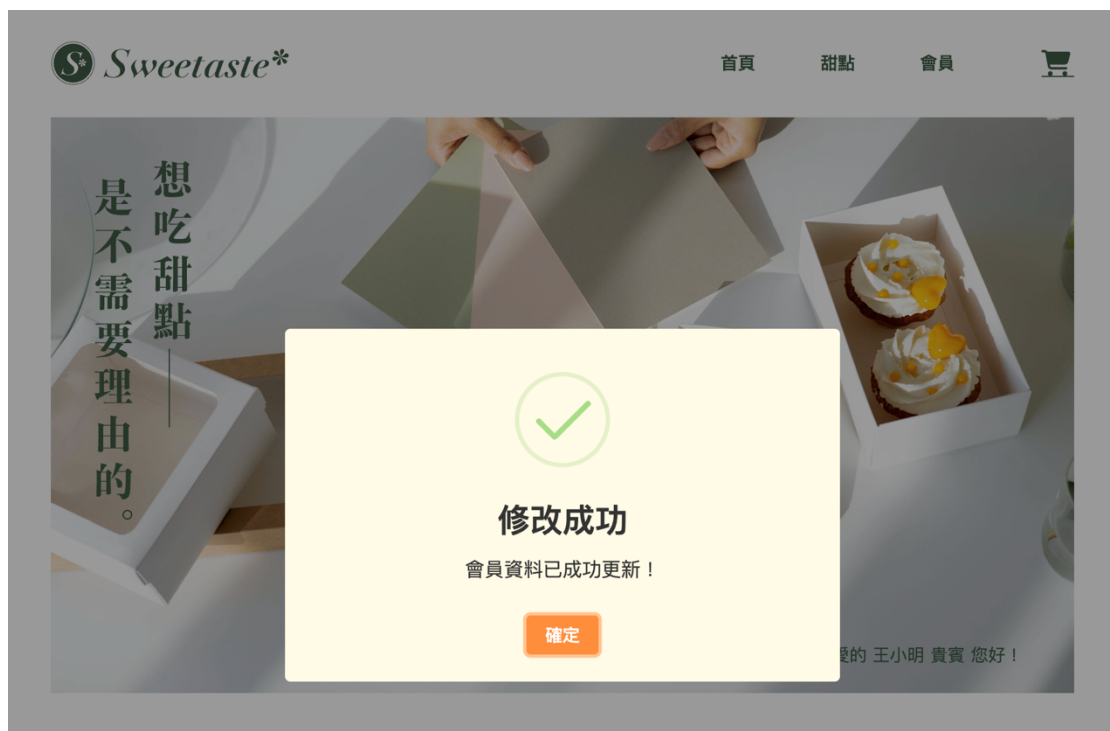 S*
Sweetaste*
首頁
甜點
會員
想吃甜點——
是不需要理由的。
修改成功
會員資料已成功更新！
確定
愛的 王小明 貴賓 您好！